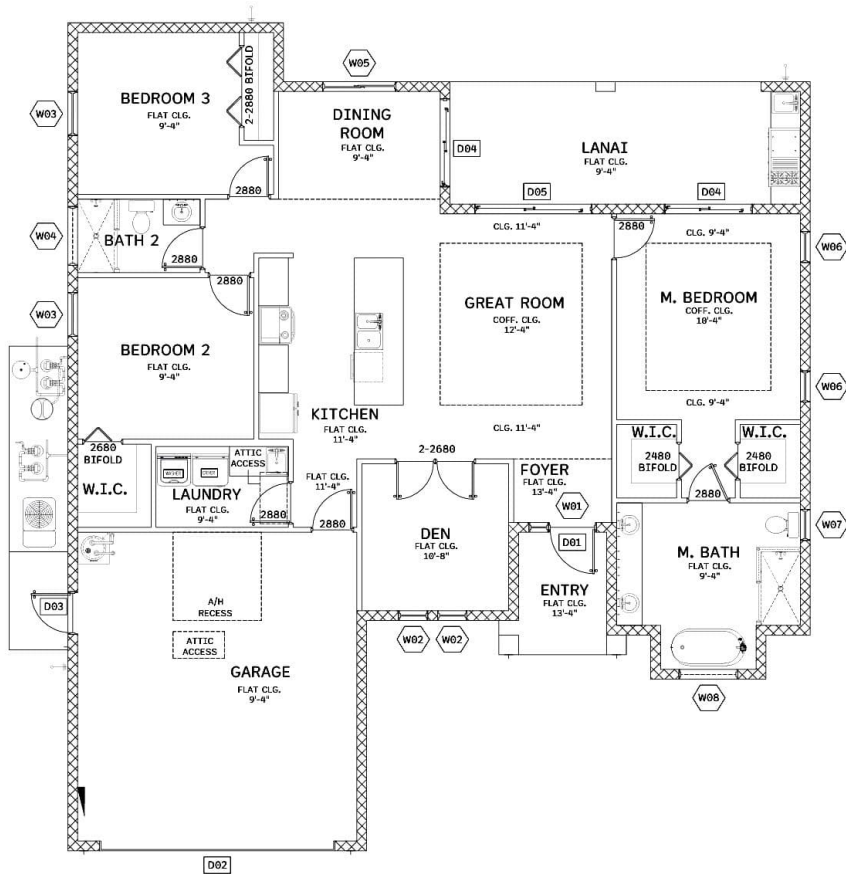 W05
2-2880 BIFOLD
BEDROOM 3
FLAT CLG.
9'-4"
W03
DINING
ROOM
FLAT CLG.
9'-4"
D04
LANAI
FLAT CLG.
9'-4"
2880
D05
D04
W04
BATH 2
2880
CLG. 11'-4"
2880
CLG. 9'-4"
W06
2880
GREAT ROOM
COFF. CLG.
12'-4"
M. BEDROOM
COFF. CLG.
10'-4"
W03
BEDROOM 2
FLAT CLG.
9'-4"
W06
CLG. 9'-4"
KITCHEN
FLAT CLG.
11'-4"
CLG. 11'-4"
W.I.C.
W.I.C.
2680
BIFOLD
ATTIC
ACCESS
2-2680
2480
BIFOLD
2480
BIFOLD
W.I.C.
WASHER
DRYER
LAUNDRY
FLAT CLG.
9'-4"
FLAT CLG.
11'-4"
FOYER
FLAT CLG.
13'-4"
2880
2880
2880
W01
DEN
FLAT CLG.
10'-8"
D01
M. BATH
FLAT CLG.
9'-4"
W07
ENTRY
FLAT CLG.
13'-4"
D03
A/H
RECESS
W02
W02
ATTIC
ACCESS
GARAGE
FLAT CLG.
9'-4"
W08
D02